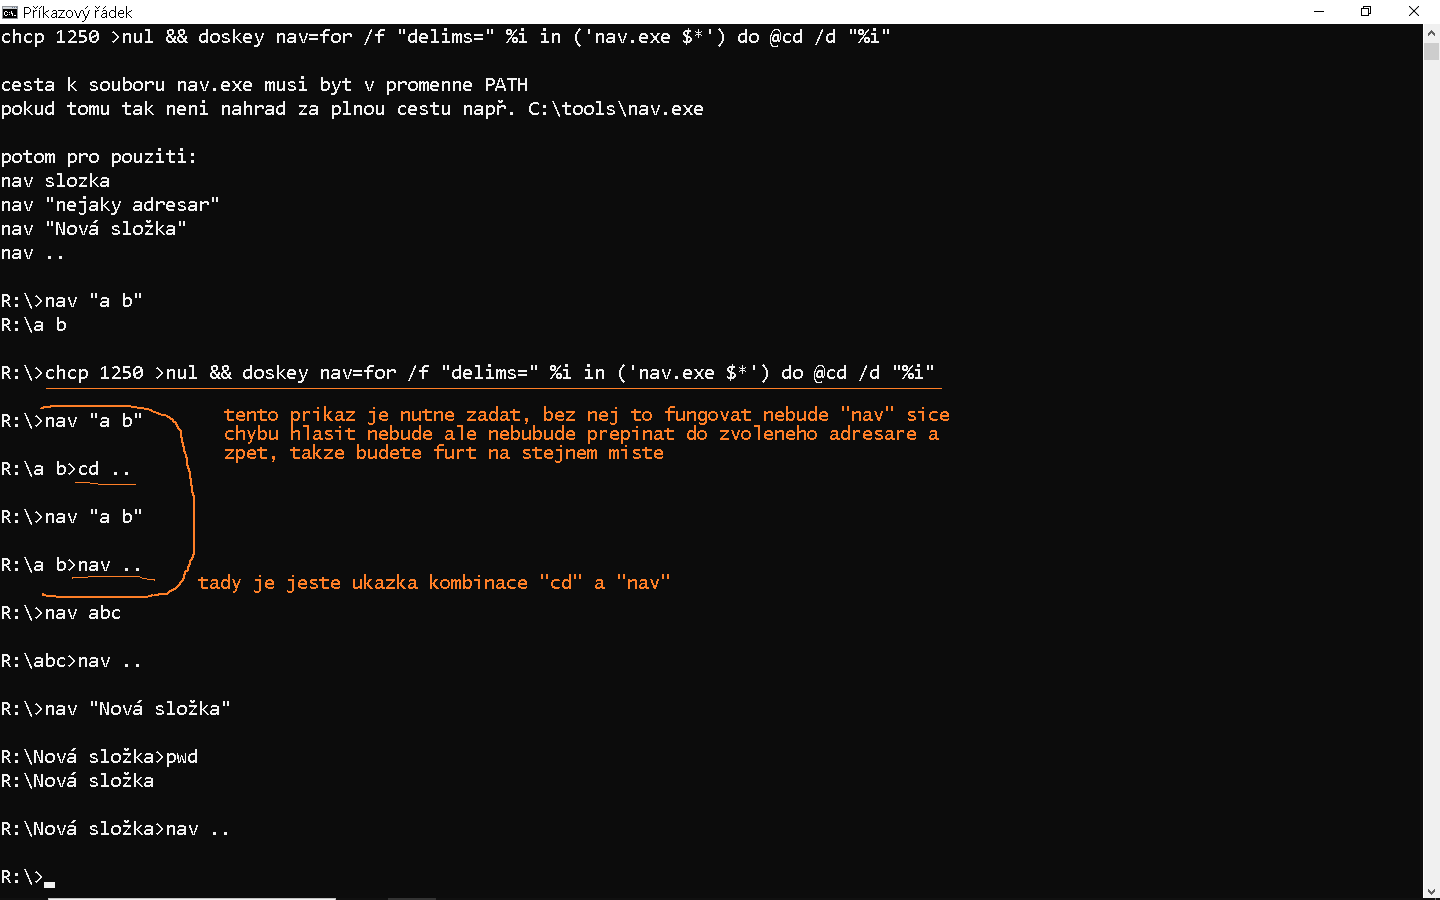 Příkazový řádek
chcp 1250 >nul && doskey nav=for /f "delims=" %i in ('nav.exe $*') do @cd /d "%i"
cesta k souboru nav.exe musi byt v promenne PATH
pokud tomu tak neni nahrad za plnou cestu např. C:\tools\nav.exe
potom pro pouziti:
nav slozka
nav "nejaky adresar"
nav "Nová složka"
nav ..
R:\>nav "a b"
R:\a b
R:\>chcp 1250 >nul && doskey nav=for /f "delims=" %i in ('nav.exe $*') do @cd /d "%i"
R:\>nav "a b"
tento prikaz je nutne zadat, bez nej to fungovat nebude "nav" sice
chybu hlasit nebude ale nebubude prepinat do zvoleneho adresare a
zpet, takze budete furt na stejnem miste
R:\a b>cd ..
R:\>nav "a b"
R:\a b>nav ..
tady je jeste ukazka kombinace "cd" a "nav"
R:\>nav abc
R:\abc>nav ..
R:\>nav "Nová složka"
R:\Nová složka>pwd
R:\Nová složka
R:\Nová složka>nav ..
R:\>